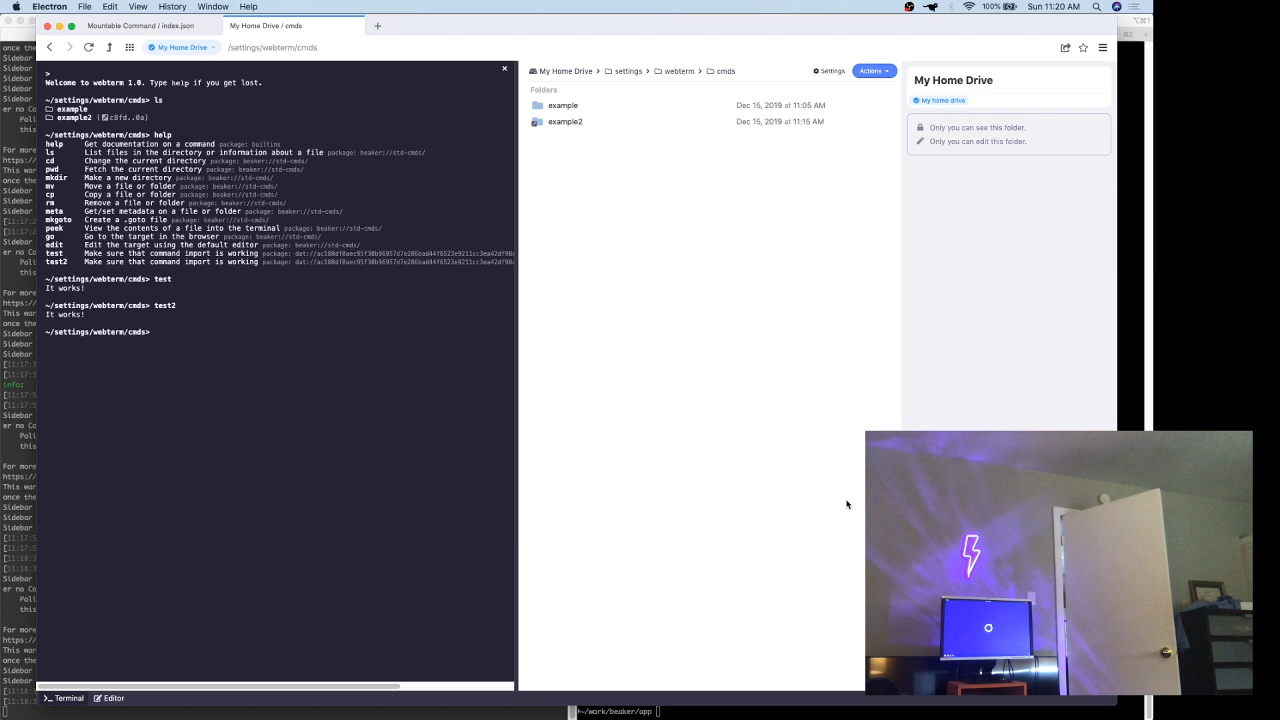 Electron File Edit View History Window Help 100% Sun 11:20 AM
Mountable Command / index.json
My Home Drive / cmds
My Home Drive /settings/webterm/cmds
>
Welcome to webterm 1.0. Type help if you get lost.
~/settings/webterm/cmds> ls
example
example2 (c8fd..0a)
~/settings/webterm/cmds> help
help Get documentation on a command package: builtins
ls List files in the directory or information about a file package: beaker://std-cmds/
cd Change the current directory package: beaker://std-cmds/
pwd Fetch the current directory package: beaker://std-cmds/
mkdir Make a new directory package: beaker://std-cmds/
mv Move a file or folder package: beaker://std-cmds/
cp Copy a file or folder package: beaker://std-cmds/
rm Remove a file or folder package: beaker://std-cmds/
meta Get/set metadata on a file or folder package: beaker://std-cmds/
mkgoto Create a .goto file package: beaker://std-cmds/
peek View the contents of a file into the terminal package: beaker://std-cmds/
go Go to the target in the browser package: beaker://std-cmds/
edit Edit the target using the default editor package: beaker://std-cmds/
test Make sure that command import is working package:
test2 Make sure that command import is working package:
~/settings/webterm/cmds> test
It works!
~/settings/webterm/cmds> test2
It works!
~/settings/webterm/cmds>
My Home Drive > settings > webterm > cmds
Settings
Actions
Folders
example Dec 15, 2019 at 11:05 AM
example2 Dec 15, 2019 at 11:15 AM
My Home Drive
My home drive
Only you can see this folder.
Only you can edit this folder.
Terminal Editor
~/work/beaker/app